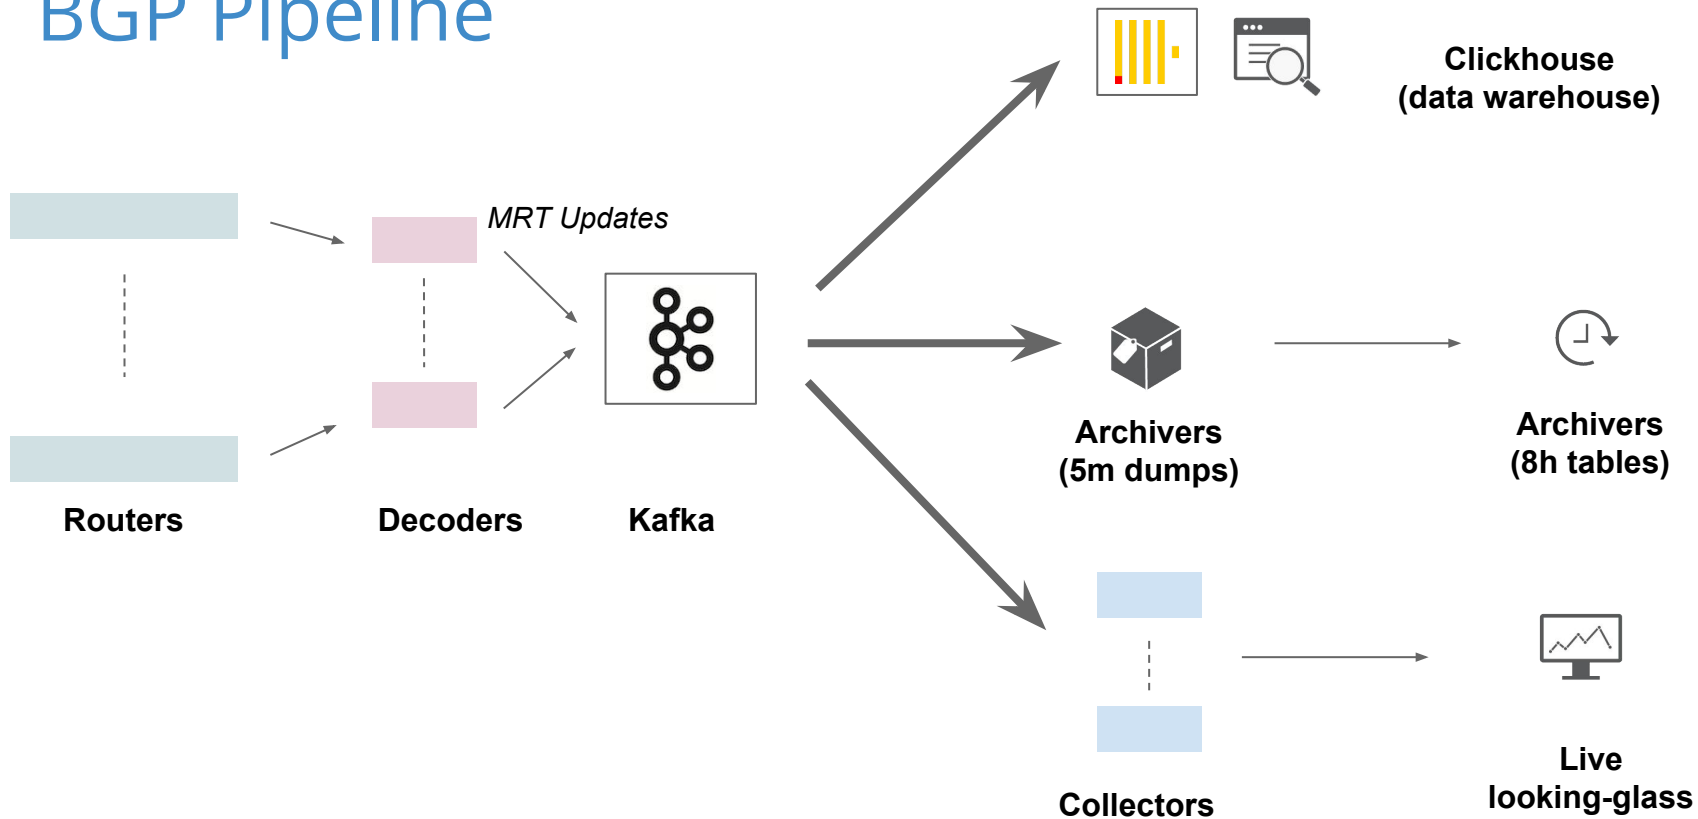 BGP Pipeline
Clickhouse
(data warehouse)
MRT Updates
Archivers
(5m dumps)
Archivers
(8h tables)
Routers
Decoders
Kafka
Collectors
Live
looking-glass